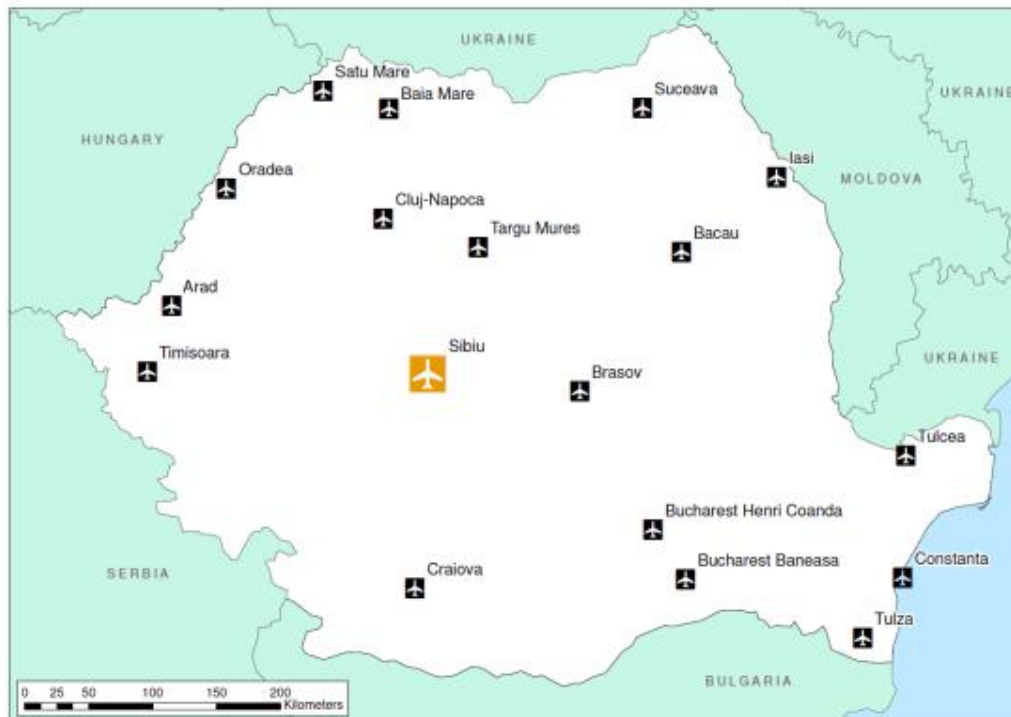 UKRAINE
Satu Mare
Baia Mare
Suceava
UKRAINE
HUNGARY
Iasi
Oradea
MOLDOVA
Cluj-Napoca
Targu Mures
Bacau
Arad
Timisoara
Sibiu
UKRAINE
Brasov
Tulcea
Bucharest Henri Coanda
SERBIA
Craiova
Bucharest Baneasa
Constanta
Tulza
BULGARIA
0 25 50 100 150 200
Kilometers